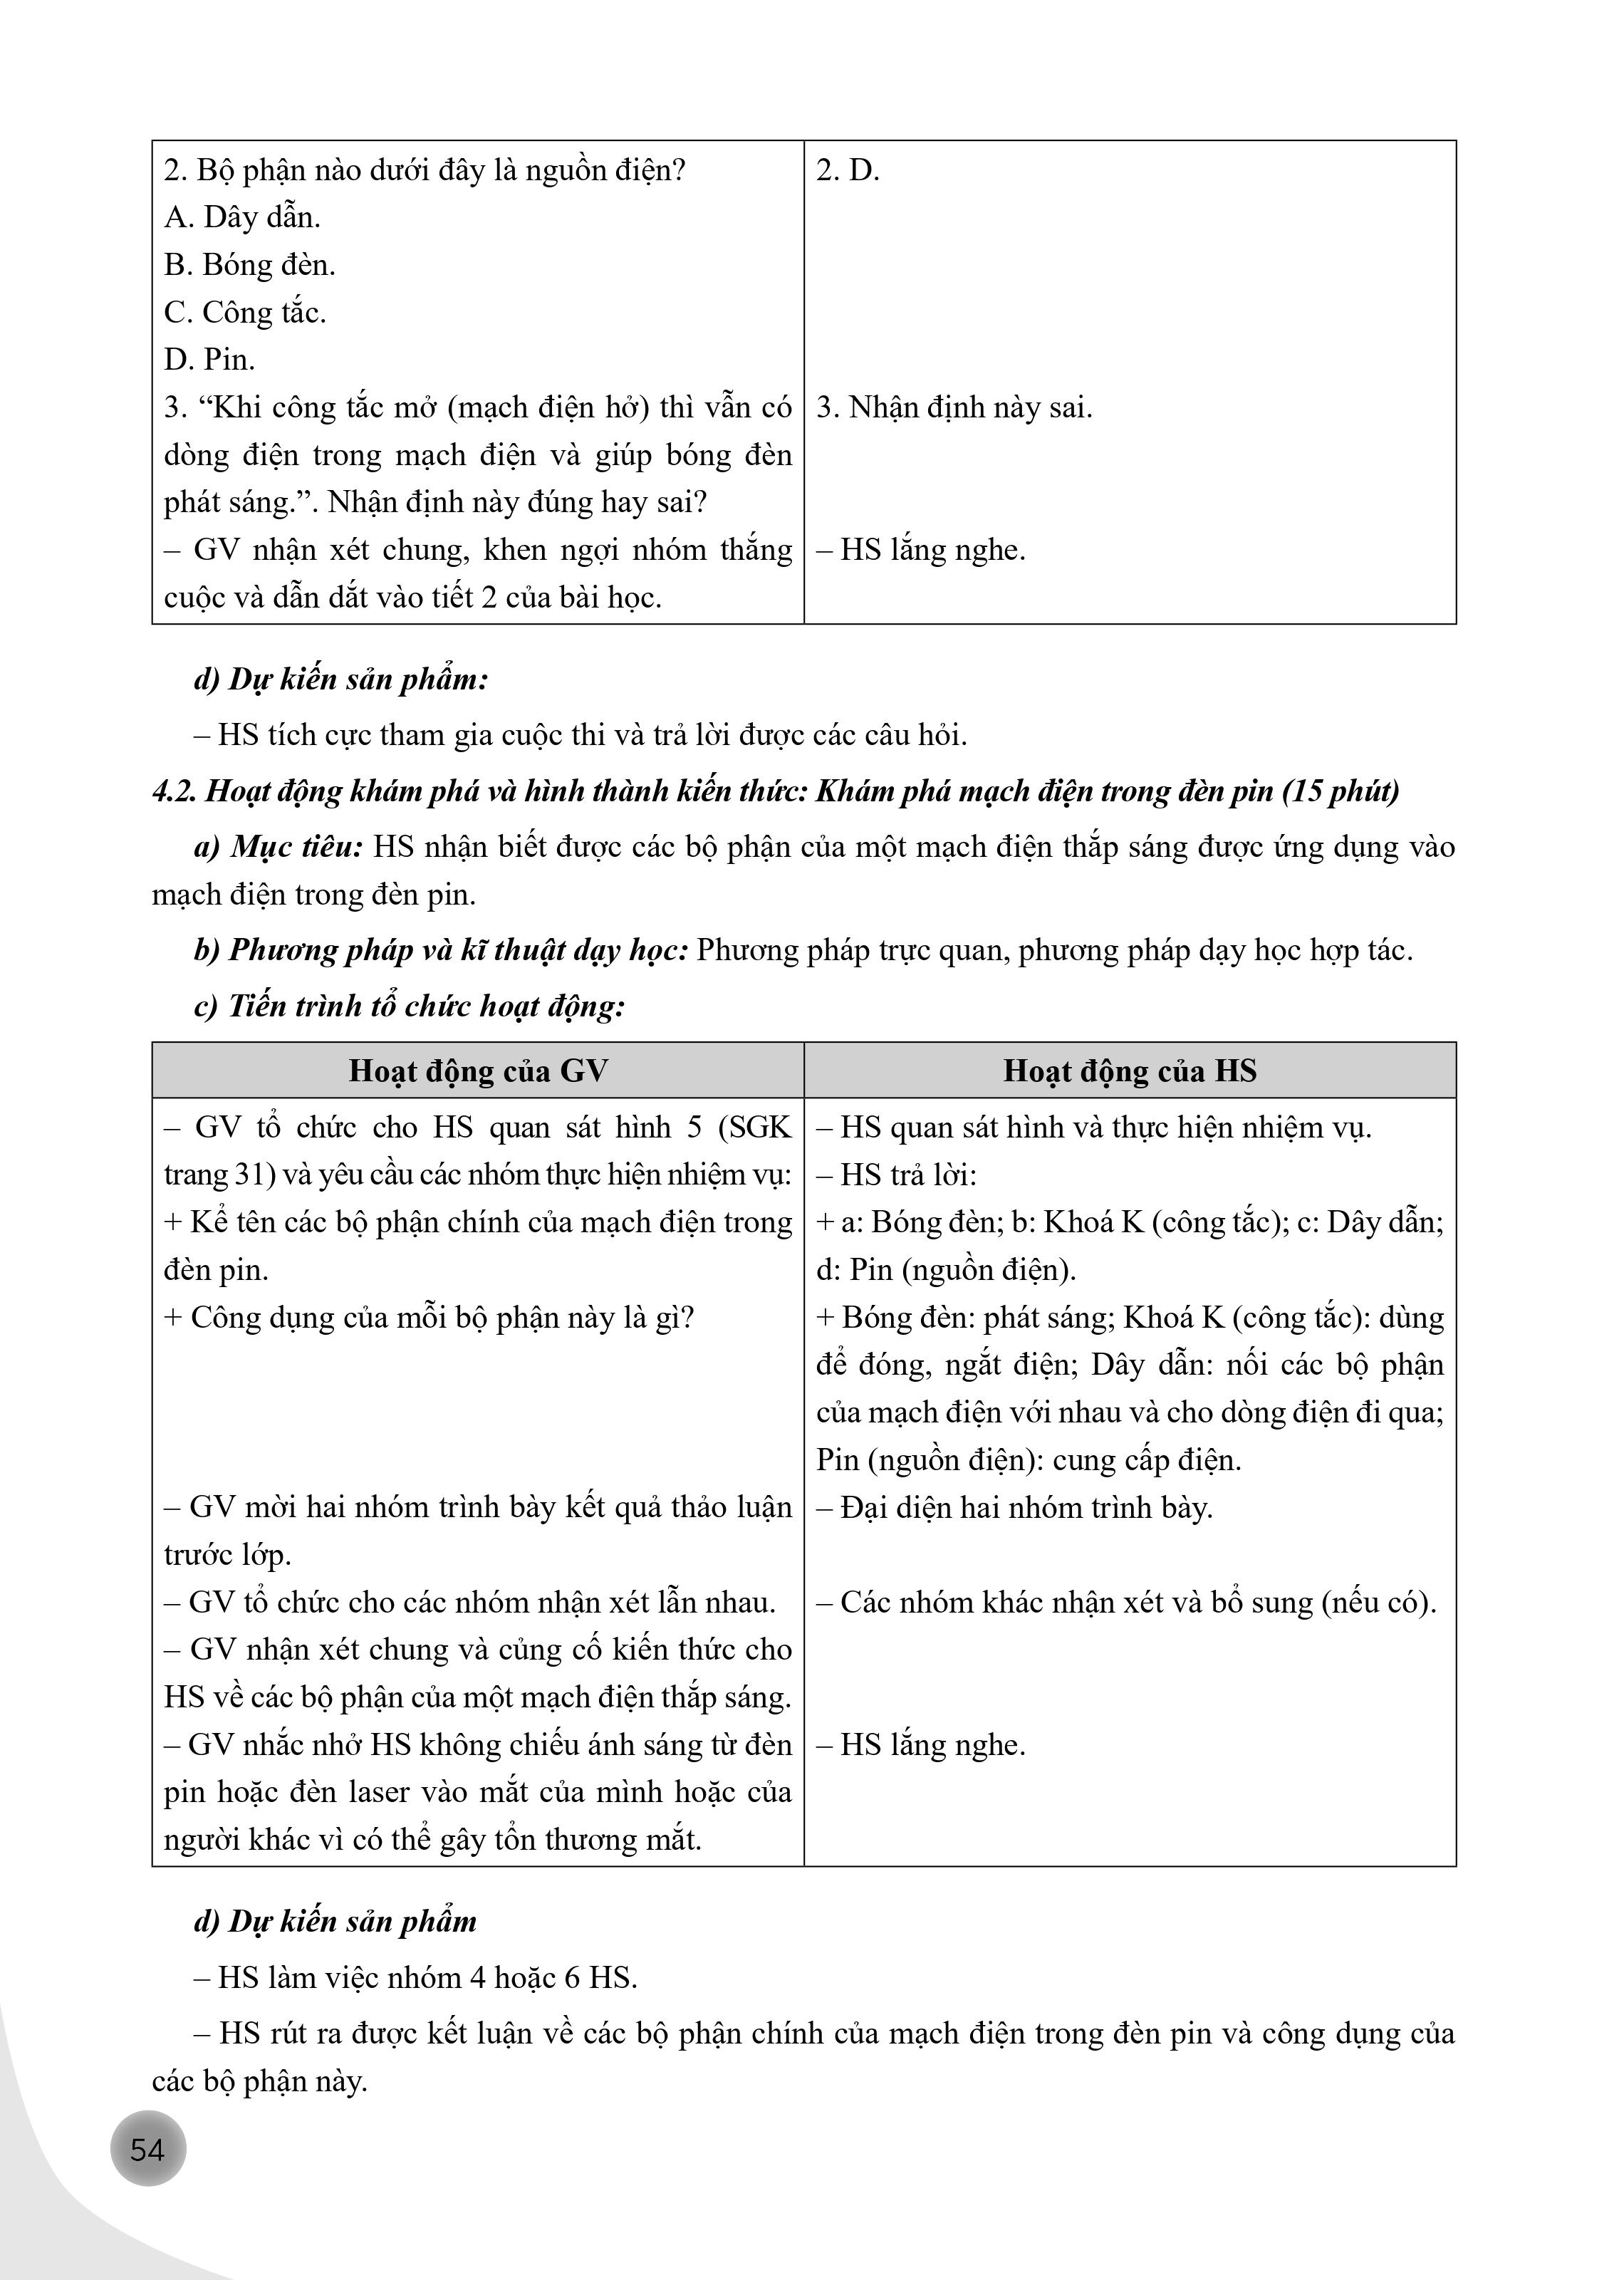 2. Bộ phận nào dưới đây là nguồn điện?
A. Dây dẫn.
B. Bóng đèn.
C. Công tắc.
D. Pin.
3. “Khi công tắc mở (mạch điện hở) thì vẫn có
dòng điện trong mạch điện và giúp bóng đèn
phát sáng.”. Nhận định này đúng hay sai?
– GV nhận xét chung, khen ngợi nhóm thắng
cuộc và dẫn dắt vào tiết 2 của bài học.
2. D.
3. Nhận định này sai.
– HS lắng nghe.
d) Dự kiến sản phẩm:
– HS tích cực tham gia cuộc thi và trả lời được các câu hỏi.
4.2. Hoạt động khám phá và hình thành kiến thức: Khám phá mạch điện trong đèn pin (15 phút)
a) Mục tiêu: HS nhận biết được các bộ phận của một mạch điện thắp sáng được ứng dụng vào
mạch điện trong đèn pin.
b) Phương pháp và kĩ thuật dạy học: Phương pháp trực quan, phương pháp dạy học hợp tác.
c) Tiến trình tổ chức hoạt động:
Hoạt động của GV
Hoạt động của HS
– GV tổ chức cho HS quan sát hình 5 (SGK
trang 31) và yêu cầu các nhóm thực hiện nhiệm vụ:
+ Kể tên các bộ phận chính của mạch điện trong
đèn pin.
+ Công dụng của mỗi bộ phận này là gì?
– GV mời hai nhóm trình bày kết quả thảo luận
trước lớp.
– GV tổ chức cho các nhóm nhận xét lẫn nhau.
– GV nhận xét chung và củng cố kiến thức cho
HS về các bộ phận của một mạch điện thắp sáng.
– GV nhắc nhở HS không chiếu ánh sáng từ đèn
pin hoặc đèn laser vào mắt của mình hoặc của
người khác vì có thể gây tổn thương mắt.
– HS quan sát hình và thực hiện nhiệm vụ.
– HS trả lời:
+ a: Bóng đèn; b: Khoá K (công tắc); c: Dây dẫn;
d: Pin (nguồn điện).
+ Bóng đèn: phát sáng; Khoá K (công tắc): dùng
để đóng, ngắt điện; Dây dẫn: nối các bộ phận
của mạch điện với nhau và cho dòng điện đi qua;
Pin (nguồn điện): cung cấp điện.
– Đại diện hai nhóm trình bày.
– Các nhóm khác nhận xét và bổ sung (nếu có).
– HS lắng nghe.
d) Dự kiến sản phẩm
– HS làm việc nhóm 4 hoặc 6 HS.
– HS rút ra được kết luận về các bộ phận chính của mạch điện trong đèn pin và công dụng của
các bộ phận này.
54